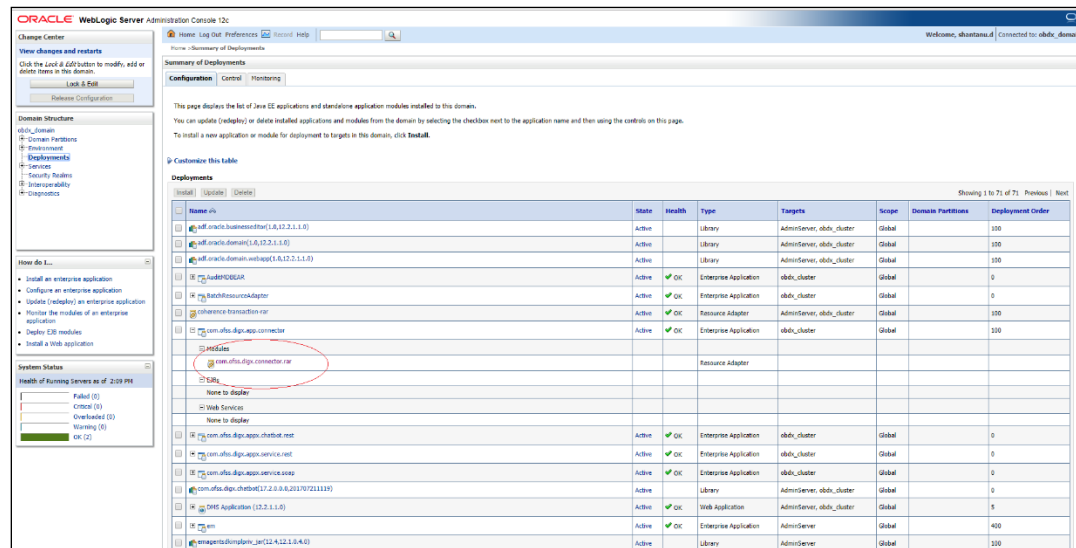 ORACLE WebLogic Server Administration Console 12c
Change Center
View changes and restarts
Click the Lock & Edit button to modify, add or
delete items in this domain.
Lock & Edit
Release Configuration
Domain Structure
obdx_domain
Domain Partitions
Environment
Deployments
Services
Security Realms
Interoperability
Diagnostics
How do I...
Install an enterprise application
Configure an enterprise application
Update (redeploy) an enterprise application
Monitor the modules of an enterprise
application
Deploy EJB modules
Install a Web application
System Status
Health of Running Servers as of 2:09 PM
Failed (0)
Critical (0)
Overloaded (0)
Warning (0)
OK (2)
Home Log Out Preferences Record Help
Welcome, shantanu.d Connected to: obdx_domai
Home >Summary of Deployments
Summary of Deployments
Configuration Control Monitoring
This page displays the list of Java EE applications and standalone application modules installed to this domain.
You can update (redeploy) or delete installed applications and modules from the domain by selecting the checkbox next to the application name and then using the controls on this page.
To install a new application or module for deployment to targets in this domain, click Install.
Customize this table
Deployments
Install Update Delete Showing 1 to 71 of 71 Previous | Next
Name State Health Type Targets Scope Domain Partitions Deployment Order
adf.oracle.businesseditor(1.0,12.2.1.1.0) Active Library AdminServer, obdx_cluster Global 100
adf.oracle.domain(1.0,12.2.1.1.0) Active Library AdminServer, obdx_cluster Global 100
adf.oracle.domain.webapp(1.0,12.2.1.1.0) Active Library AdminServer, obdx_cluster Global 100
AuditMDBEAR Active OK Enterprise Application obdx_cluster Global 0
BatchResourceAdapter Active OK Enterprise Application obdx_cluster Global 0
coherence-transaction-rar Active OK Resource Adapter AdminServer, obdx_cluster Global 100
com.ofss.digx.app.connector Active OK Enterprise Application obdx_cluster Global 100
Modules
com.ofss.digx.connector.rar Resource Adapter
EJBs
None to display
Web Services
None to display
com.ofss.digx.appx.chatbot.rest Active OK Enterprise Application obdx_cluster Global 0
com.ofss.digx.appx.service.rest Active OK Enterprise Application obdx_cluster Global 0
com.ofss.digx.appx.service.soap Active OK Enterprise Application obdx_cluster Global 0
com.ofss.digx.chatbot(17.2.0.0.0,201707211119) Active Library AdminServer, obdx_cluster Global 0
DMS Application (12.2.1.1.0) Active OK Web Application AdminServer, obdx_cluster Global 5
em Active OK Enterprise Application AdminServer Global 400
emagentsdkimplpriv_jar(12.4,12.1.0.4.0) Active Library AdminServer, obdx_cluster Global 100